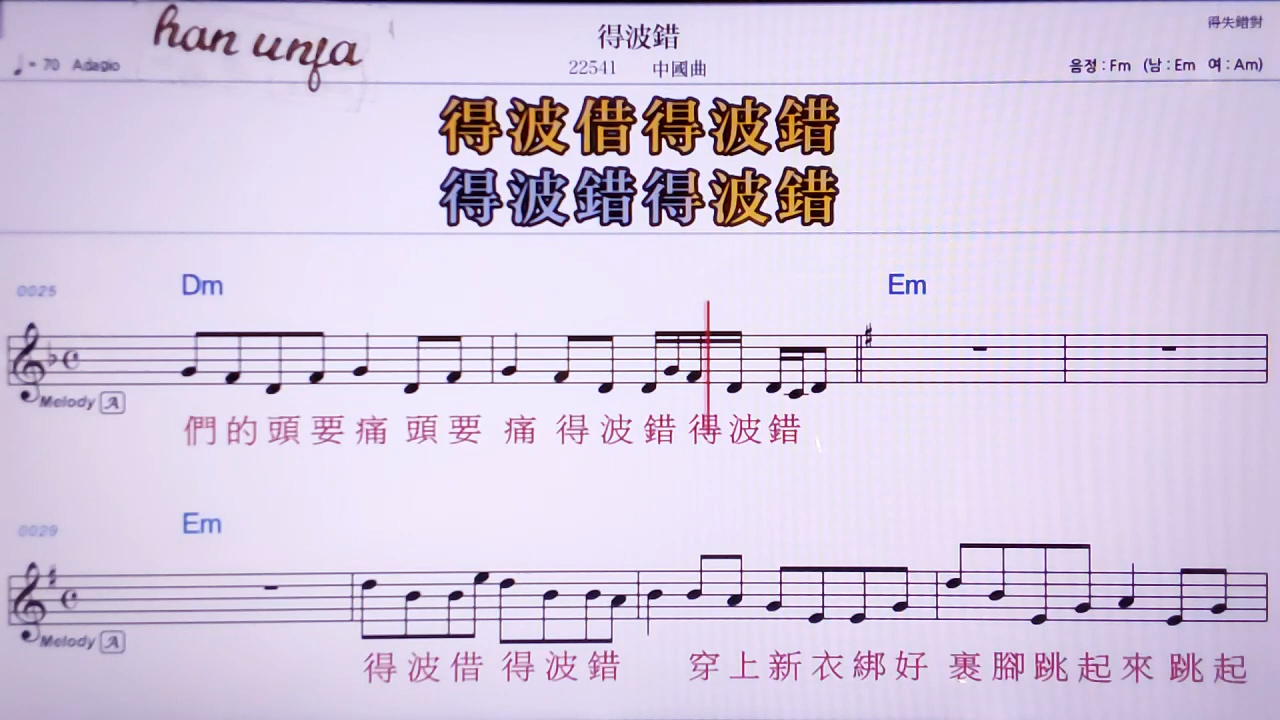 han unfa
得波錯
得失錯對
♩= 70 Adagio
22541 中國曲
음정 : Fm (남 : Em 여 : Am)
得波借得波錯
得波錯得波錯
0025 Dm Em
Melody A
們的頭要痛頭要痛得波錯得波錯
0029 Em
Melody A
得波借得波錯 穿上新衣綁好裹腳跳起來跳起